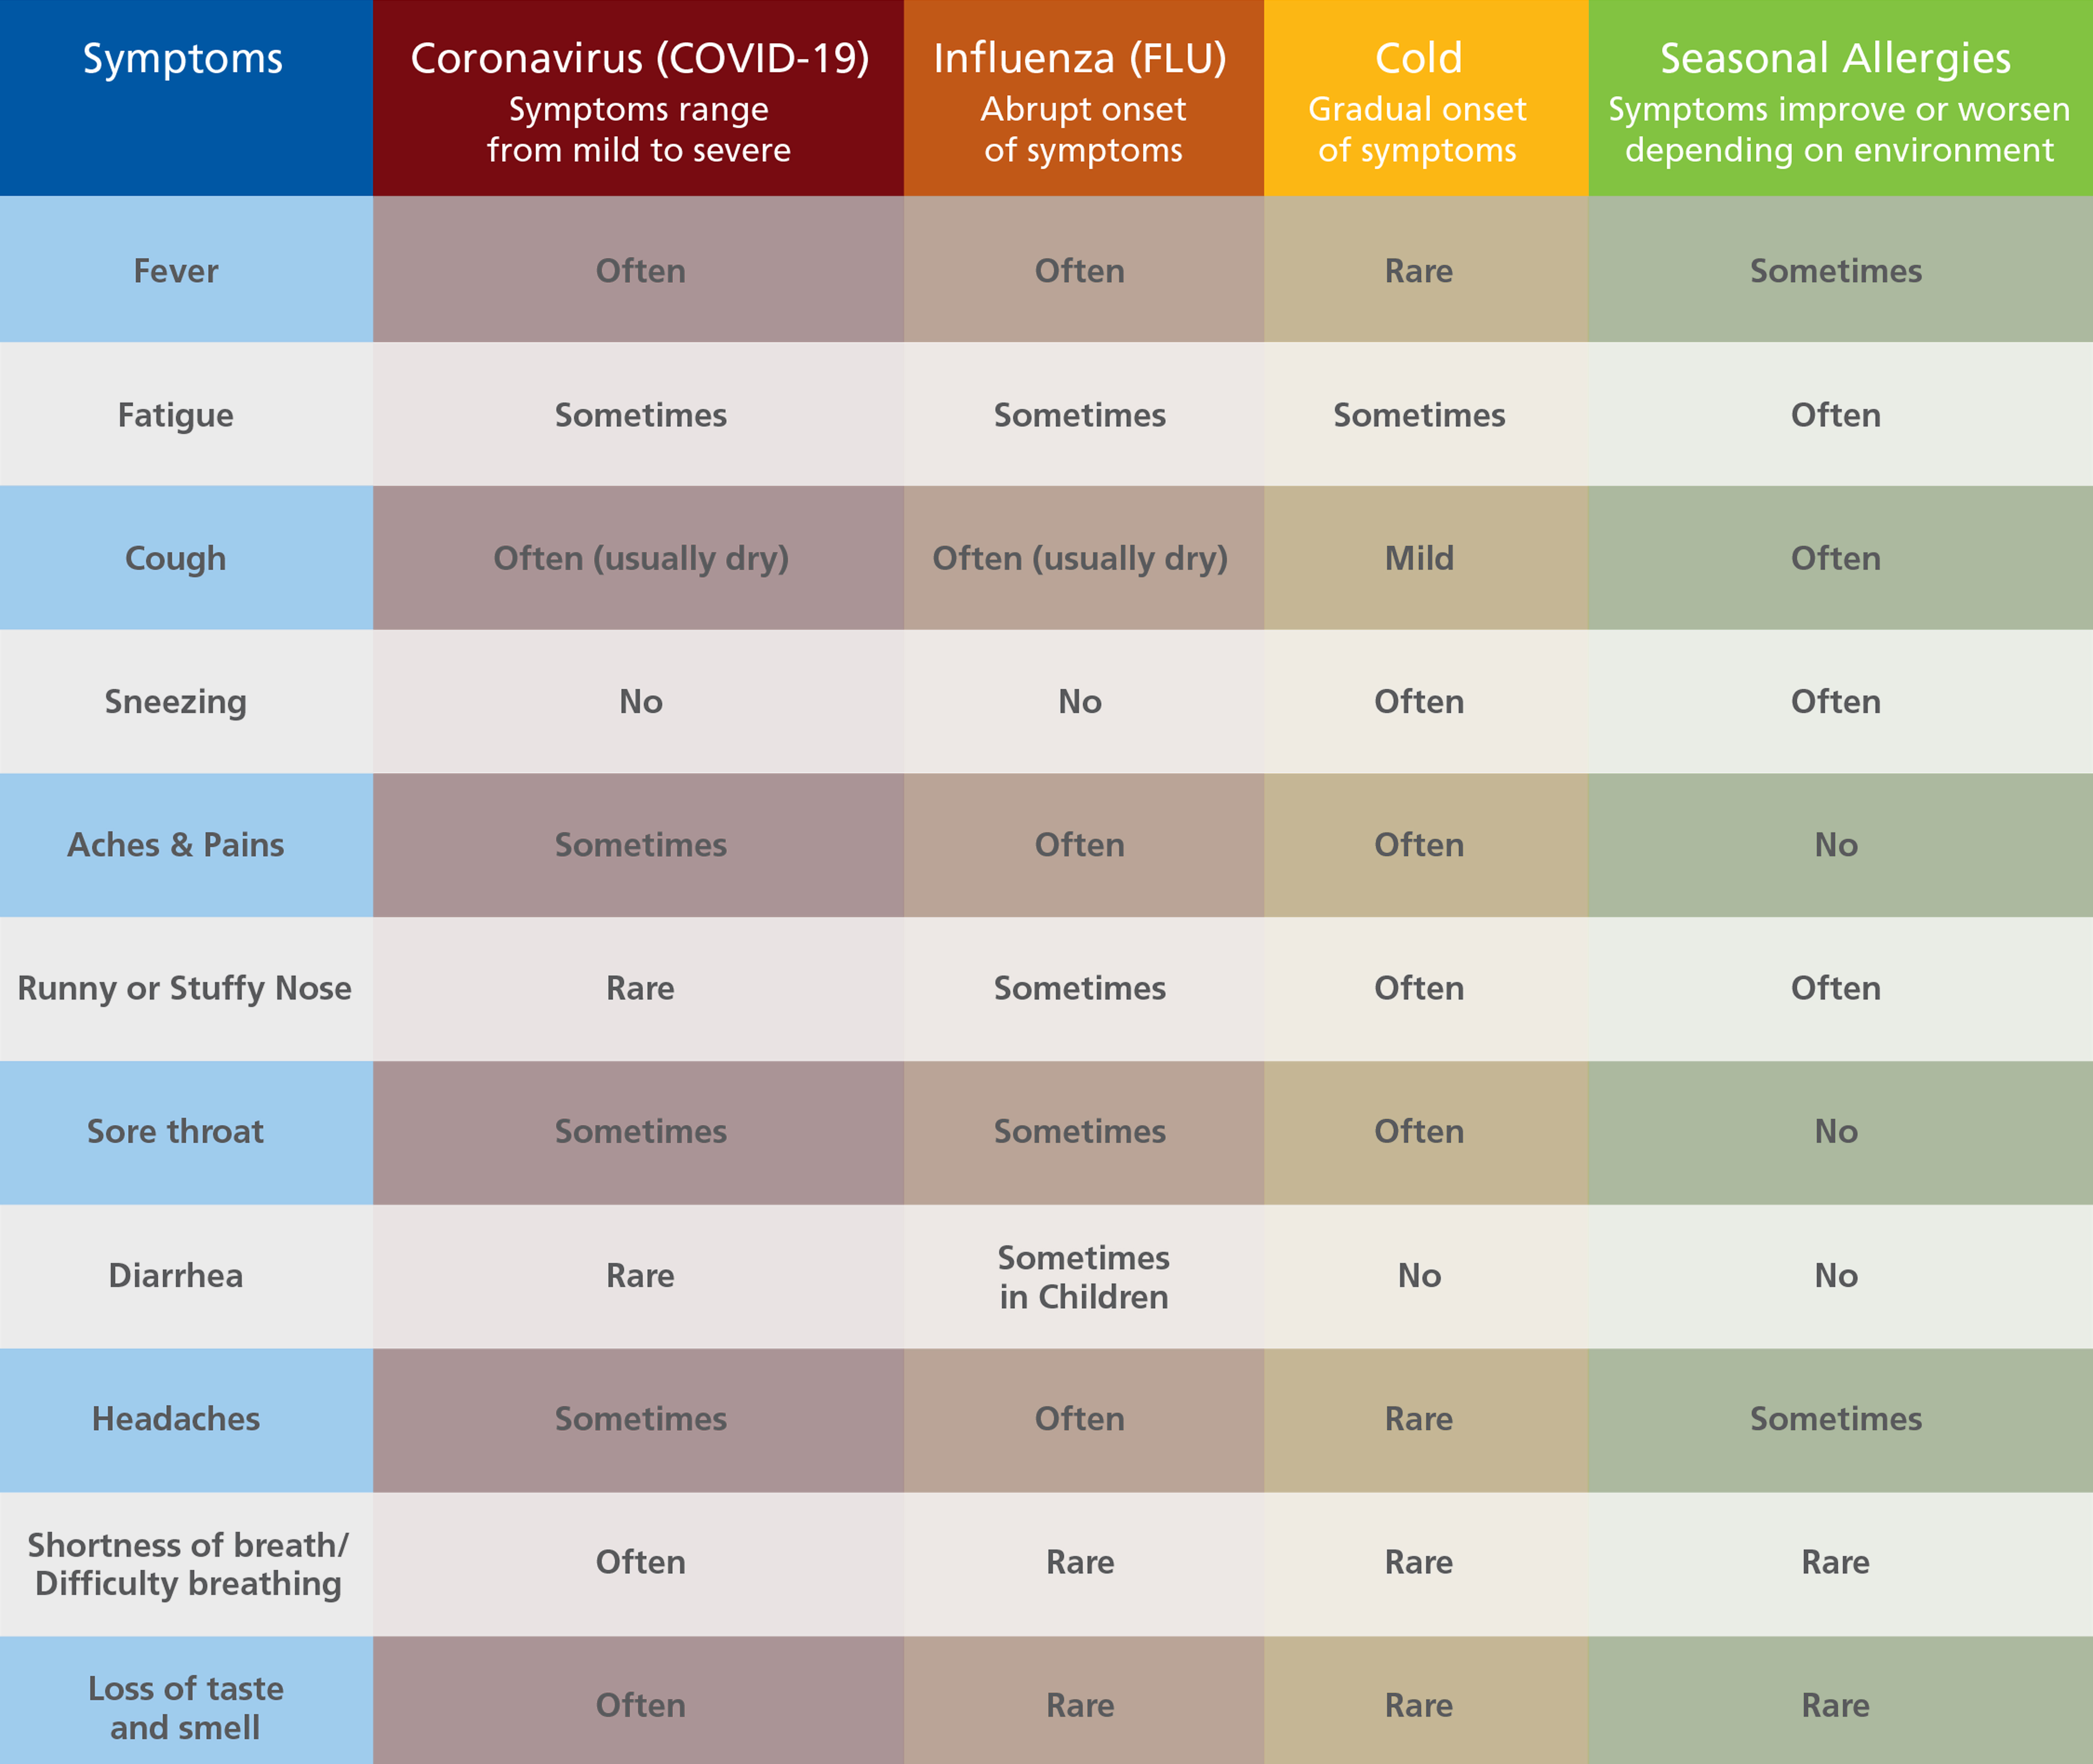 Symptoms
Coronavirus (COVID-19)
Symptoms range
from mild to severe
Influenza (FLU)
Abrupt onset
of symptoms
Cold
Gradual onset
of symptoms
Seasonal Allergies
Symptoms improve or worsen
depending on environment
Fever Often Often Rare Sometimes
Fatigue Sometimes Sometimes Sometimes Often
Cough Often (usually dry) Often (usually dry) Mild Often
Sneezing No No Often Often
Aches & Pains Sometimes Often Often No
Runny or Stuffy Nose Rare Sometimes Often Often
Sore throat Sometimes Sometimes Often No
Diarrhea Rare
Sometimes
in Children
No No
Headaches Sometimes Often Rare Sometimes
Shortness of breath/
Difficulty breathing
Often Rare Rare Rare
Loss of taste
and smell
Often Rare Rare Rare